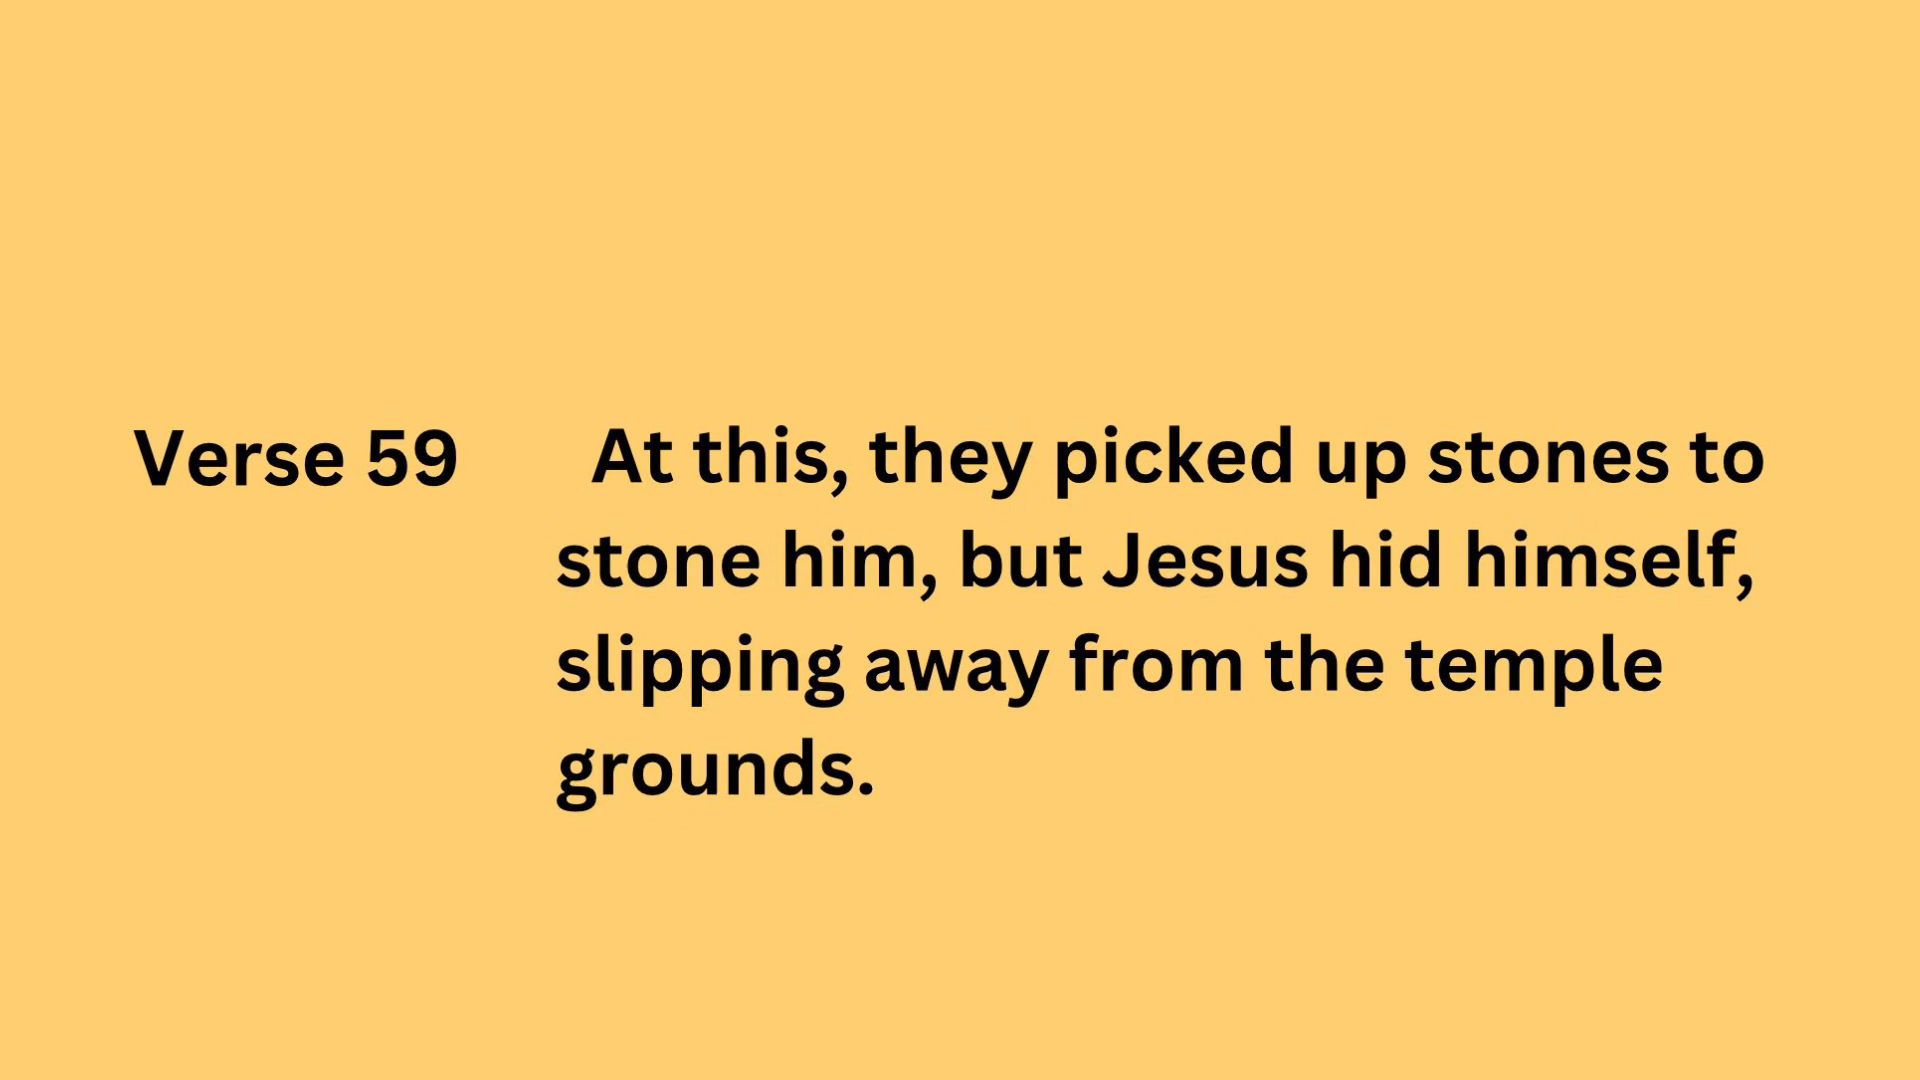 Verse 59 At this, they picked up stones to
stone him, but Jesus hid himself,
slipping away from the temple
grounds.